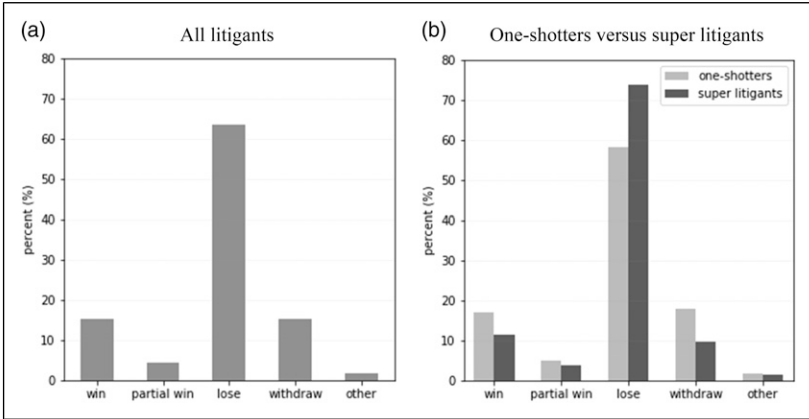 (a)
All litigants
80
70
60
50
40
30
20
10
0
percent (%)
win partial win lose withdraw other
(b)
One-shotters versus super litigants
80
70
60
50
40
30
20
10
0
percent (%)
one-shotters
super litigants
win partial win lose withdraw other